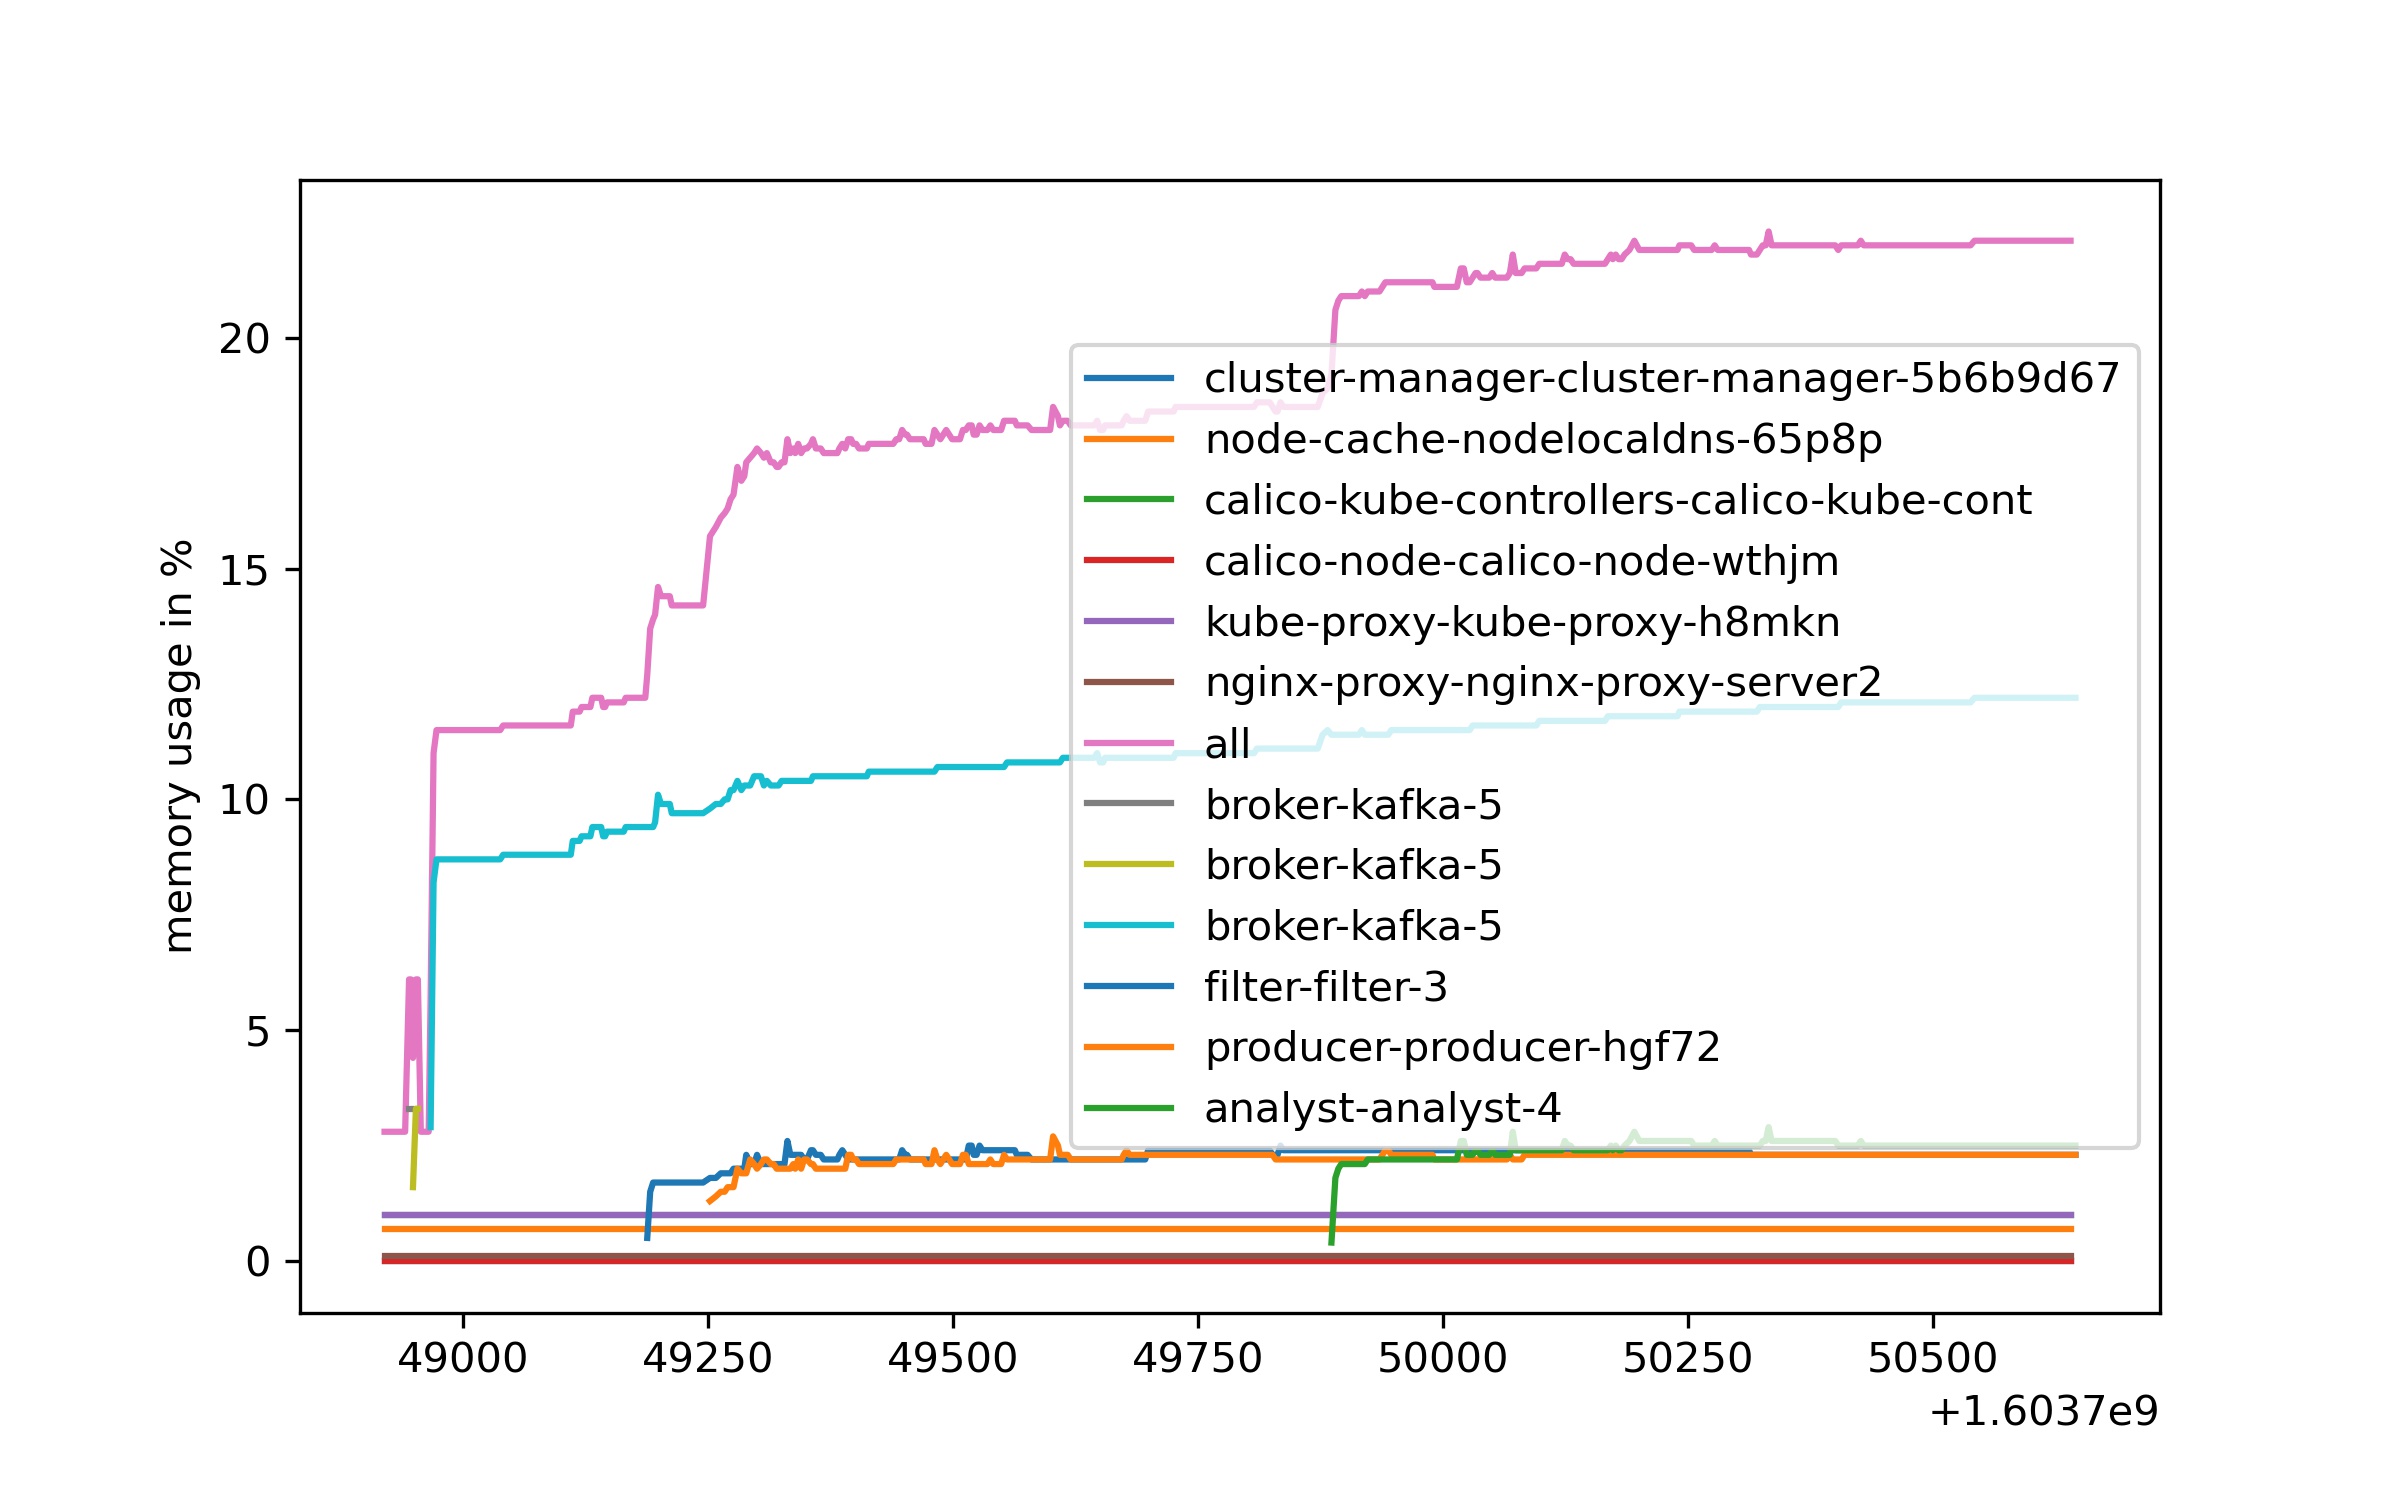 memory usage in %
20
15
10
5
0
cluster-manager-cluster-manager-5b6b9d67
node-cache-nodelocaldns-65p8p
calico-kube-controllers-calico-kube-cont
calico-node-calico-node-wthjm
kube-proxy-kube-proxy-h8mkn
nginx-proxy-nginx-proxy-server2
all
broker-kafka-5
broker-kafka-5
broker-kafka-5
filter-filter-3
producer-producer-hgf72
analyst-analyst-4
49000 49250 49500 49750 50000 50250 50500
+1.6037e9